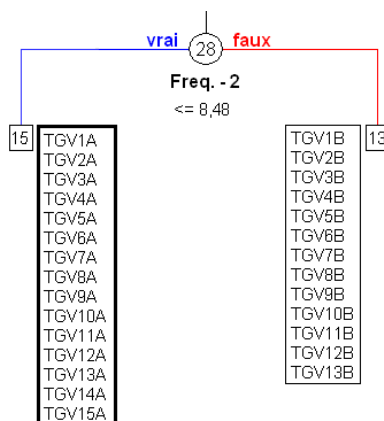 vrai 28 faux
Freq. - 2
<= 8,48
15
TGV1A
TGV2A
TGV3A
TGV4A
TGV5A
TGV6A
TGV7A
TGV8A
TGV9A
TGV10A
TGV11A
TGV12A
TGV13A
TGV14A
TGV15A
TGV1B
TGV2B
TGV3B
TGV4B
TGV5B
TGV6B
TGV7B
TGV8B
TGV9B
TGV10B
TGV11B
TGV12B
TGV13B
13